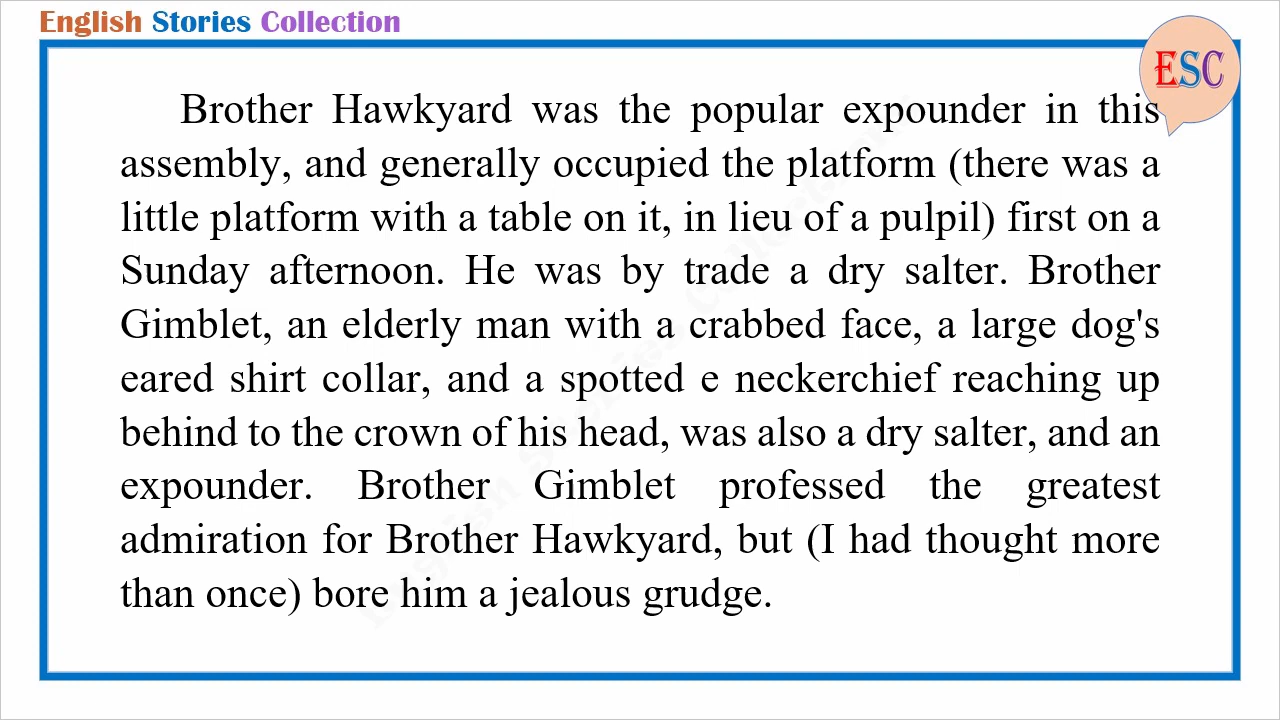 English Stories Collection
ESC
Brother Hawkyard was the popular expounder in this
assembly, and generally occupied the platform (there was a
little platform with a table on it, in lieu of a pulpil) first on a
Sunday afternoon. He was by trade a dry salter. Brother
Gimblet, an elderly man with a crabbed face, a large dog's
eared shirt collar, and a spotted e neckerchief reaching up
behind to the crown of his head, was also a dry salter, and an
expounder. Brother Gimblet professed the greatest
admiration for Brother Hawkyard, but (I had thought more
than once) bore him a jealous grudge.
English Stories Collection